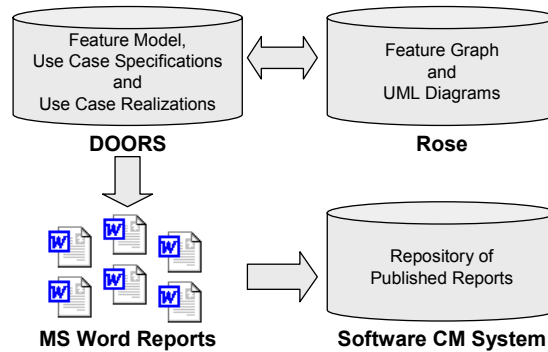 Feature Model,
Use Case Specifications
and
Use Case Realizations
DOORS
Feature Graph
and
UML Diagrams
Rose
W
W
W
W
W
W
MS Word Reports
Repository of
Published Reports
Software CM System